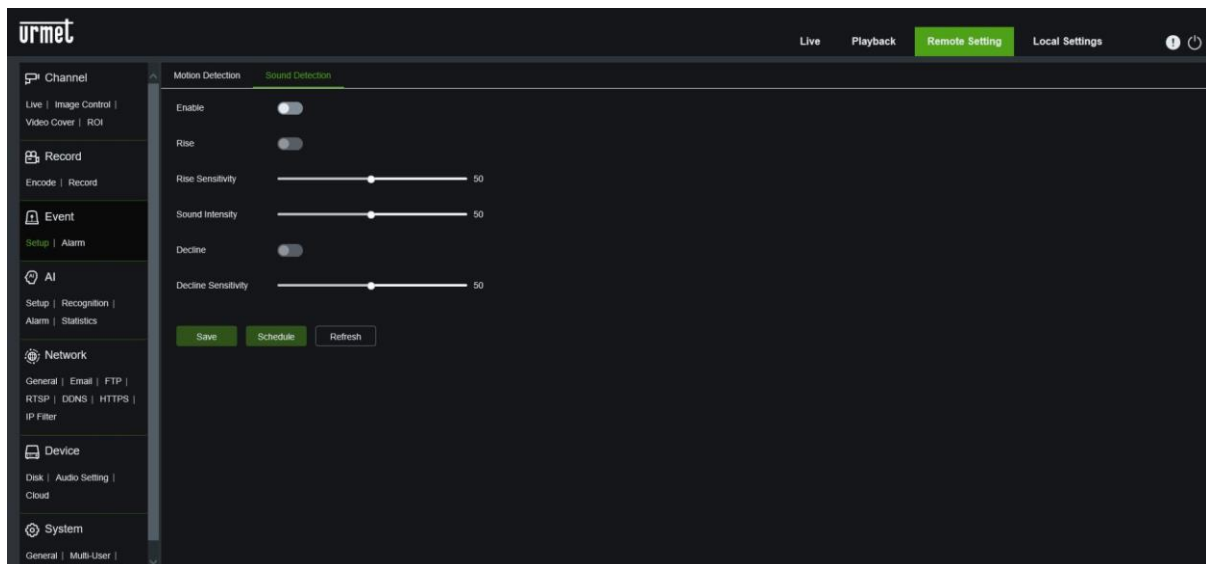 urmet
Live Playback Remote Setting Local Settings
Channel
Live | Image Control |
Video Cover | ROI
Record
Encode | Record
Event
Setup | Alarm
AI
Setup | Recognition |
Alarm | Statistics
Network
General | Email | FTP |
RTSP | DDNS | HTTPS |
IP Filter
Device
Disk | Audio Setting |
Cloud
System
General | Multi-User |
Motion Detection Sound Detection
Enable
Rise
Rise Sensitivity 50
Sound Intensity 50
Decline
Decline Sensitivity 50
Save Schedule Refresh